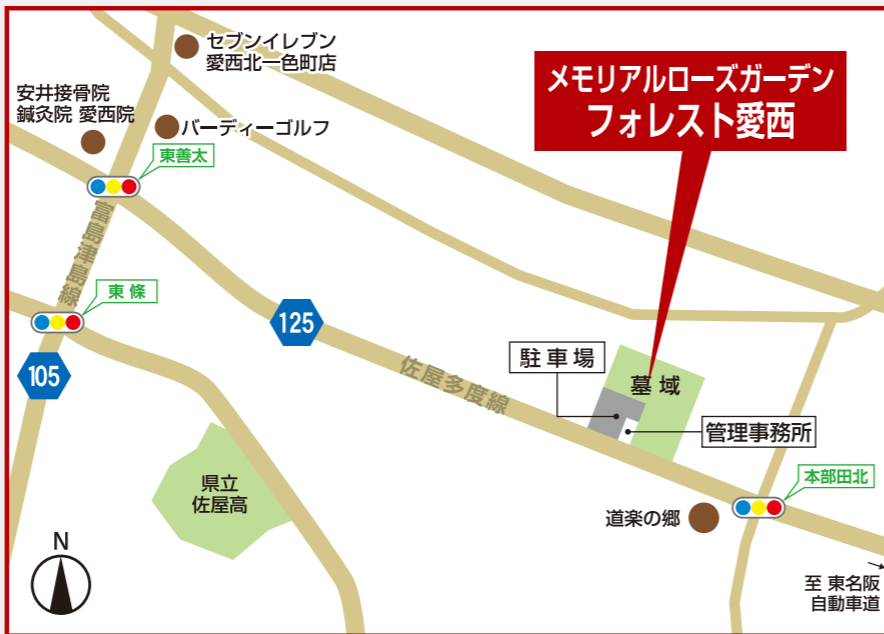 セブンイレブン
愛西北一色町店
メモリアルローズガーデン
フォレスト愛西
安井接骨院
鍼灸院 愛西院
バーディーゴルフ
東善太
富島津島線
東條
125
105
佐屋多度線
駐車場
墓域
管理事務所
県立
佐屋高
本部田北
道楽の郷
N
至 東名阪
自動車道